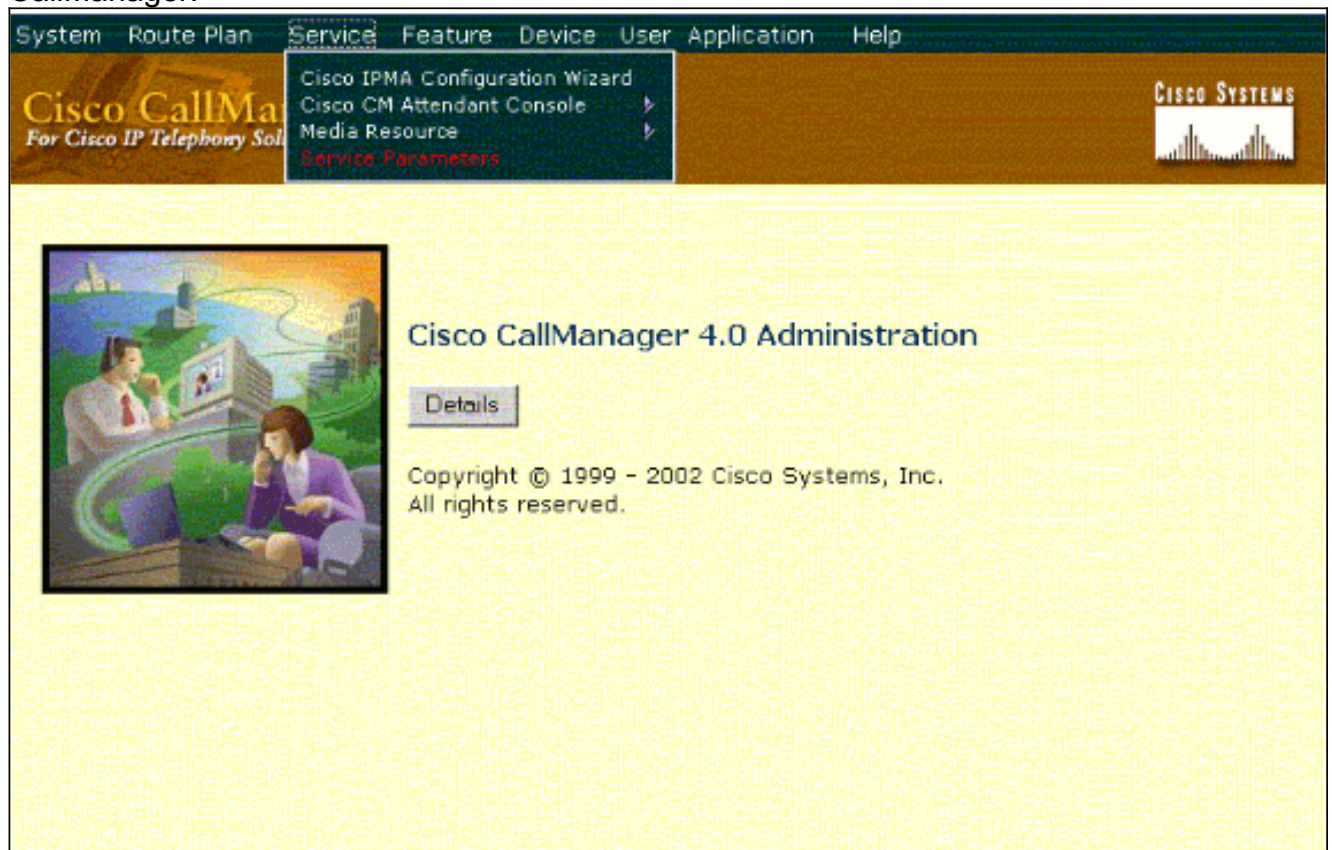 System Route Plan Service Feature Device User Application Help
Cisco IPMA Configuration Wizard
Cisco CM Attendant Console
Media Resource
Service Parameters
Cisco CallMa
For Cisco IP Telephony Sol
CISCO SYSTEMS
Cisco CallManager 4.0 Administration
Details
Copyright © 1999 - 2002 Cisco Systems, Inc.
All rights reserved.